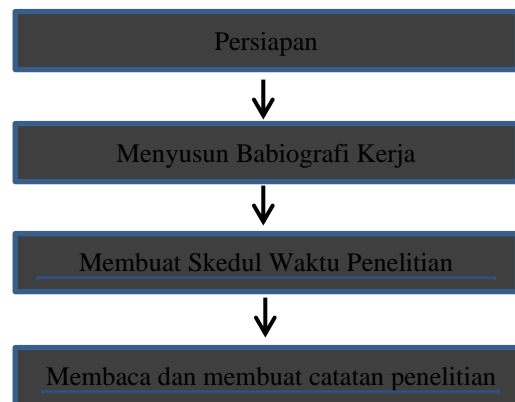 Persiapan
Menyusun Babiografi Kerja
Membuat Skedul Waktu Penelitian
Membaca dan membuat catatan penelitian